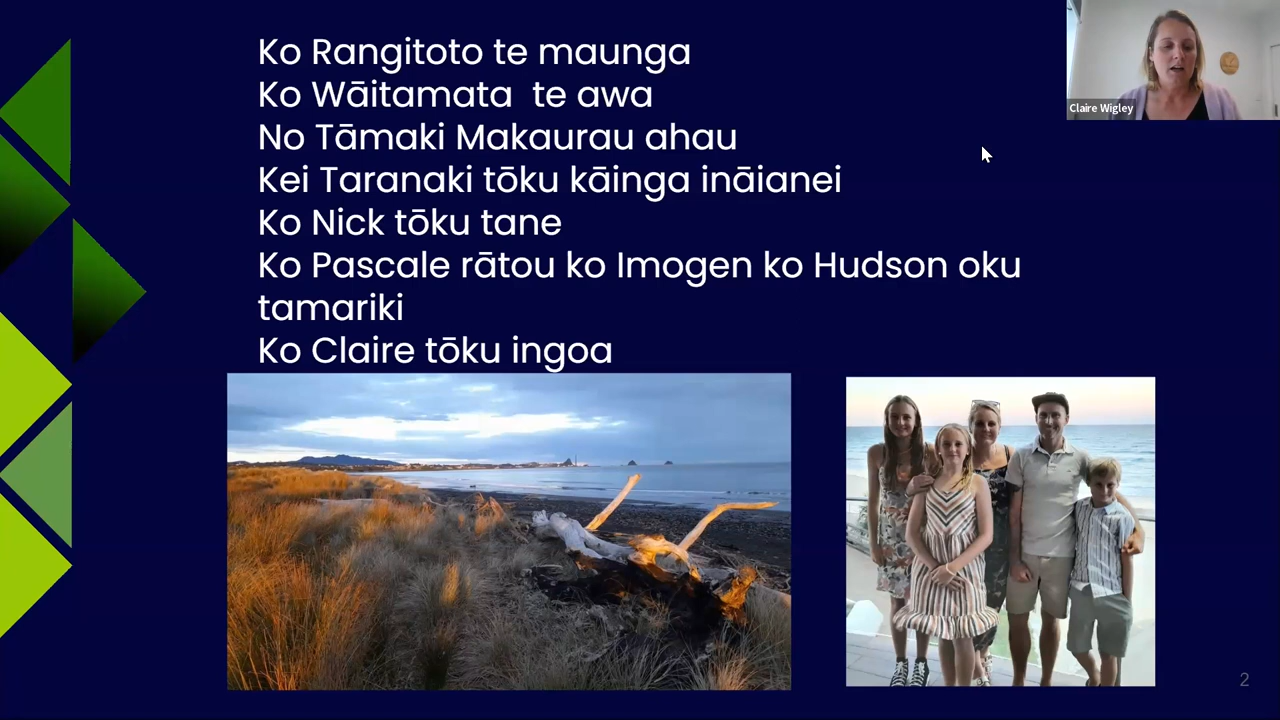 Ko Rangitoto te maunga
Ko Wāitamata te awa
No Tāmaki Makaurau ahau
Kei Taranaki tōku kāinga ināianei
Ko Nick tōku tane
Ko Pascale rātou ko Imogen ko Hudson oku
tamariki
Ko Claire tōku ingoa
Claire Wigley
2